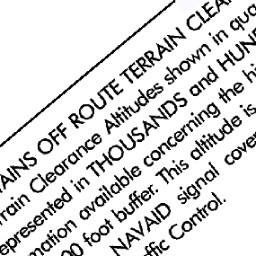 AINS OFF ROUTE TERRAIN CLEA
rrain Clearance Altitudes shown in qua
epresented in THOUSANDS and HUN
mation available concerning the hi
00 foot buffer. This altitude is
NAVAID signal cove
ffic Control.